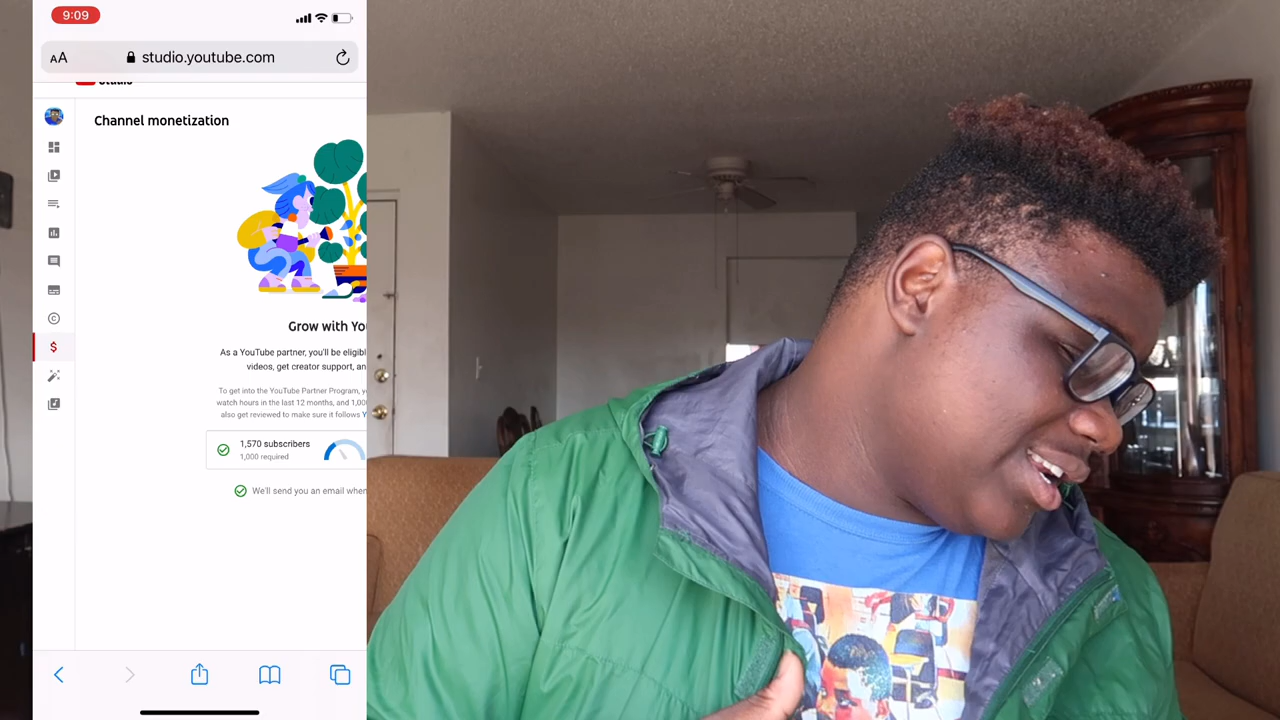 9:09
AA studio.youtube.com
Studio
Channel monetization
Grow with Yo
As a YouTube partner, you'll be eligibl
videos, get creator support, an
To get into the YouTube Partner Program, y
watch hours in the last 12 months, and 1,00
also get reviewed to make sure it follows Y
1,570 subscribers
1,000 required
We'll send you an email when